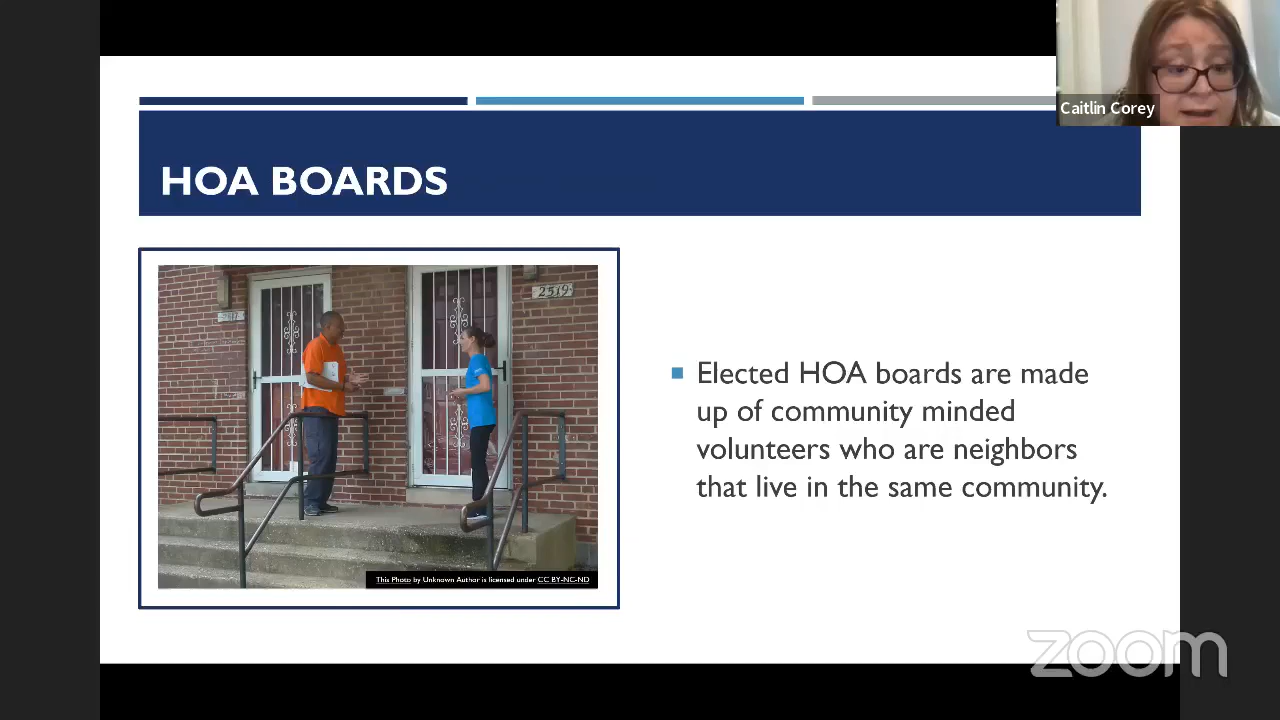 Caitlin Corey
HOA BOARDS
2519
Elected HOA boards are made
up of community minded
volunteers who are neighbors
that live in the same community.
This Photo by Unknown Author is licensed under CC BY-NC-ND
zoom